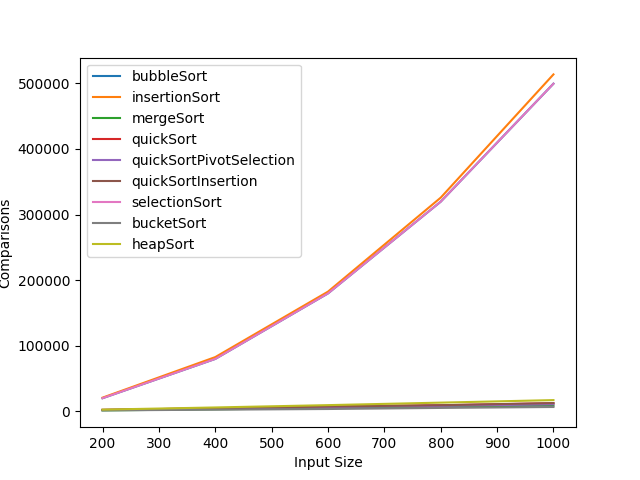 500000
400000
300000
200000
100000
0
Comparisons
bubbleSort
insertionSort
mergeSort
quickSort
quickSortPivotSelection
quickSortInsertion
selectionSort
bucketSort
heapSort
200 300 400 500 600 700 800 900 1000
Input Size